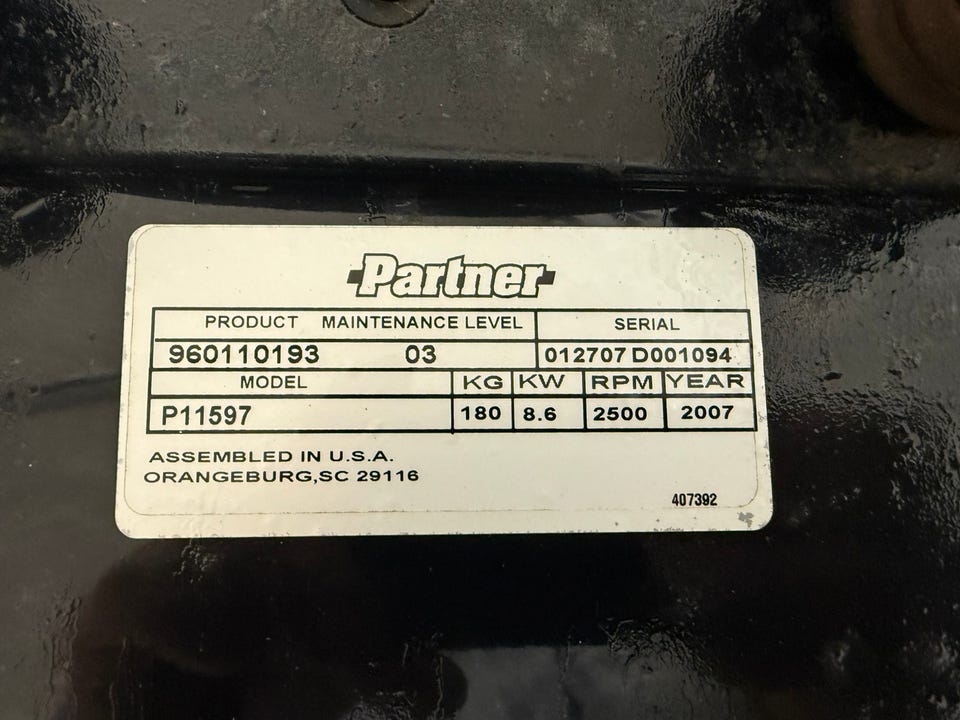 Partner
PRODUCT MAINTENANCE LEVEL SERIAL
960110193 03 012707 D001094
MODEL KG KW RPM YEAR
P11597 180 8.6 2500 2007
ASSEMBLED IN U.S.A.
ORANGEBURG,SC 29116
407392